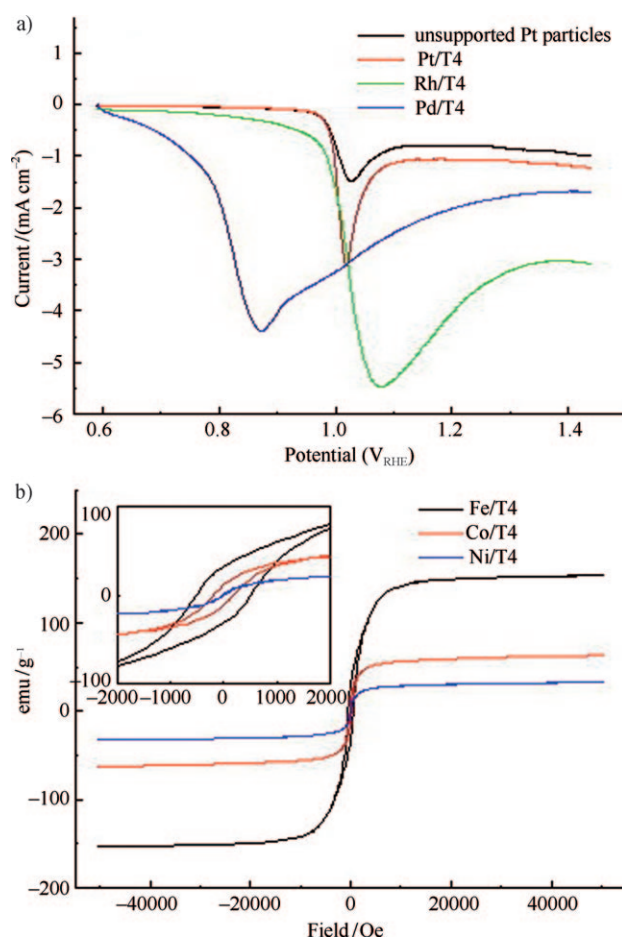 a)
unsupported Pt particles
Pt/T4
Rh/T4
Pd/T4
1
0
−1
−2
−3
−4
−5
−6
Current /(mA cm⁻²)
0.6 0.8 1.0 1.2 1.4
Potential (V_RHE)
b)
Fe/T4
Co/T4
Ni/T4
200
100
0
−100
−200
emu/g⁻¹
100
0
−100
−2000 −1000 0 1000 2000
−40000 −20000 0 20000 40000
Field/Oe